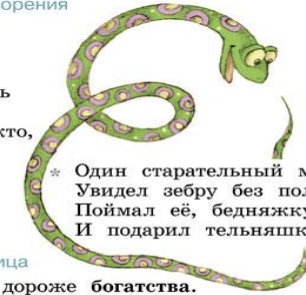 орения
ь
кто,
* Один старательный м
Увидел зебру без пол
Поймал её, бедняжку
И подарил тельняшк
ица
дороже богатства.